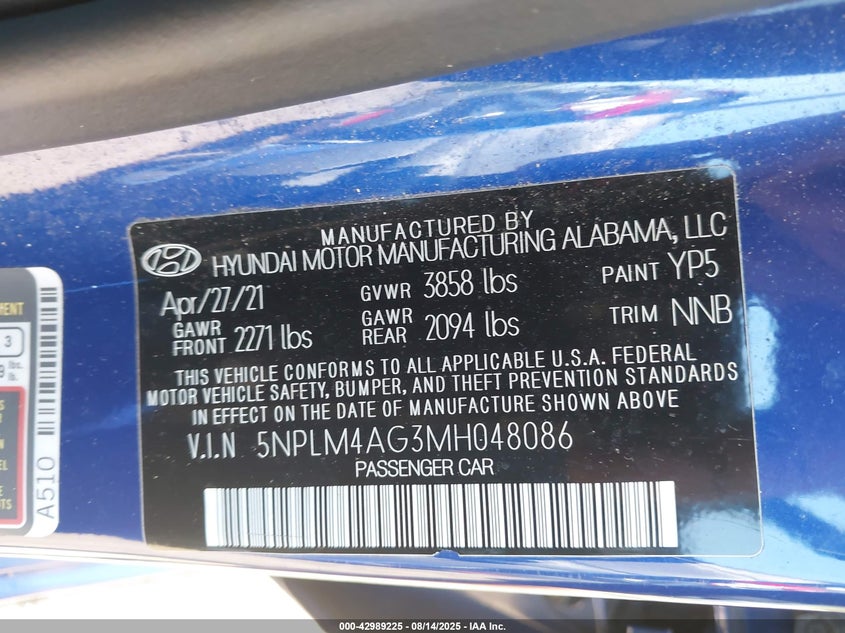 MANUFACTURED BY
HYUNDAI MOTOR MANUFACTURING ALABAMA, LLC
Apr/27/21 GVWR 3858 lbs PAINT YP5
GAWR FRONT 2271 lbs GAWR REAR 2094 lbs TRIM NNB
THIS VEHICLE CONFORMS TO ALL APPLICABLE U.S.A. FEDERAL
MOTOR VEHICLE SAFETY, BUMPER, AND THEFT PREVENTION STANDARDS
IN EFFECT ON THE DATE OF MANUFACTURE SHOWN ABOVE
V.I.N 5NPLM4AG3MH048086
PASSENGER CAR
3
lbs.
A510
000-42989225 - 08/14/2025 - IAA Inc.